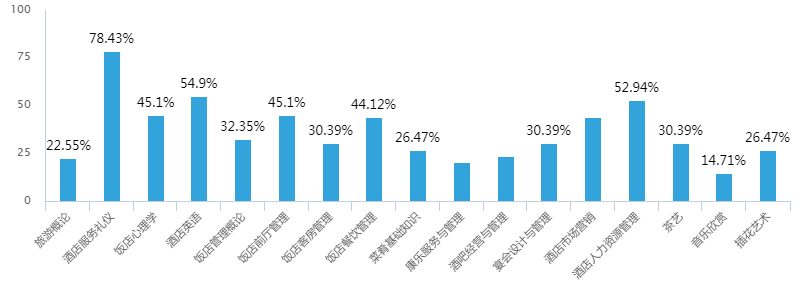 100
75
50
25
0
22.55%
78.43%
45.1%
54.9%
32.35%
45.1%
30.39%
44.12%
26.47%
30.39%
52.94%
30.39%
14.71%
26.47%
旅游概论
酒店服务礼仪
饭店心理学
酒店英语
饭店管理概论
饭店前厅管理
饭店客房管理
饭店餐饮管理
菜肴基础知识
康乐服务与管理
酒吧经营与管理
宴会设计与管理
酒店市场营销
酒店人力资源管理
茶艺
音乐欣赏
插花艺术